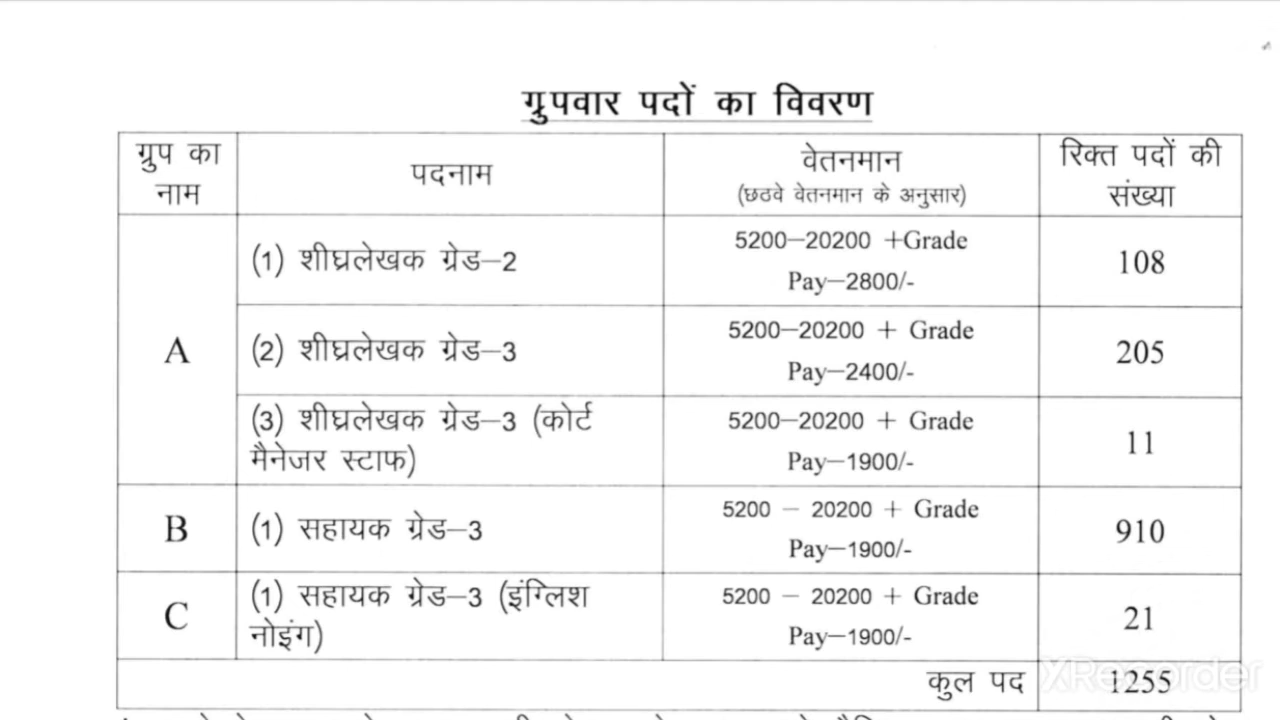 ग्रुपवार पदों का विवरण
ग्रुप का नाम
पदनाम
वेतनमान
(छठवे वेतनमान के अनुसार)
रिक्त पदों की संख्या
A
(1) शीघ्रलेखक ग्रेड–2
5200–20200 +Grade
Pay–2800/-
108
(2) शीघ्रलेखक ग्रेड–3
5200–20200 + Grade
Pay–2400/-
205
(3) शीघ्रलेखक ग्रेड–3 (कोर्ट
मैनेजर स्टाफ)
5200–20200 + Grade
Pay–1900/-
11
B
(1) सहायक ग्रेड–3
5200 – 20200 + Grade
Pay–1900/-
910
C
(1) सहायक ग्रेड–3 (इंग्लिश
नोइंग)
5200 – 20200 + Grade
Pay–1900/-
21
कुल पद
1255
XRecorder